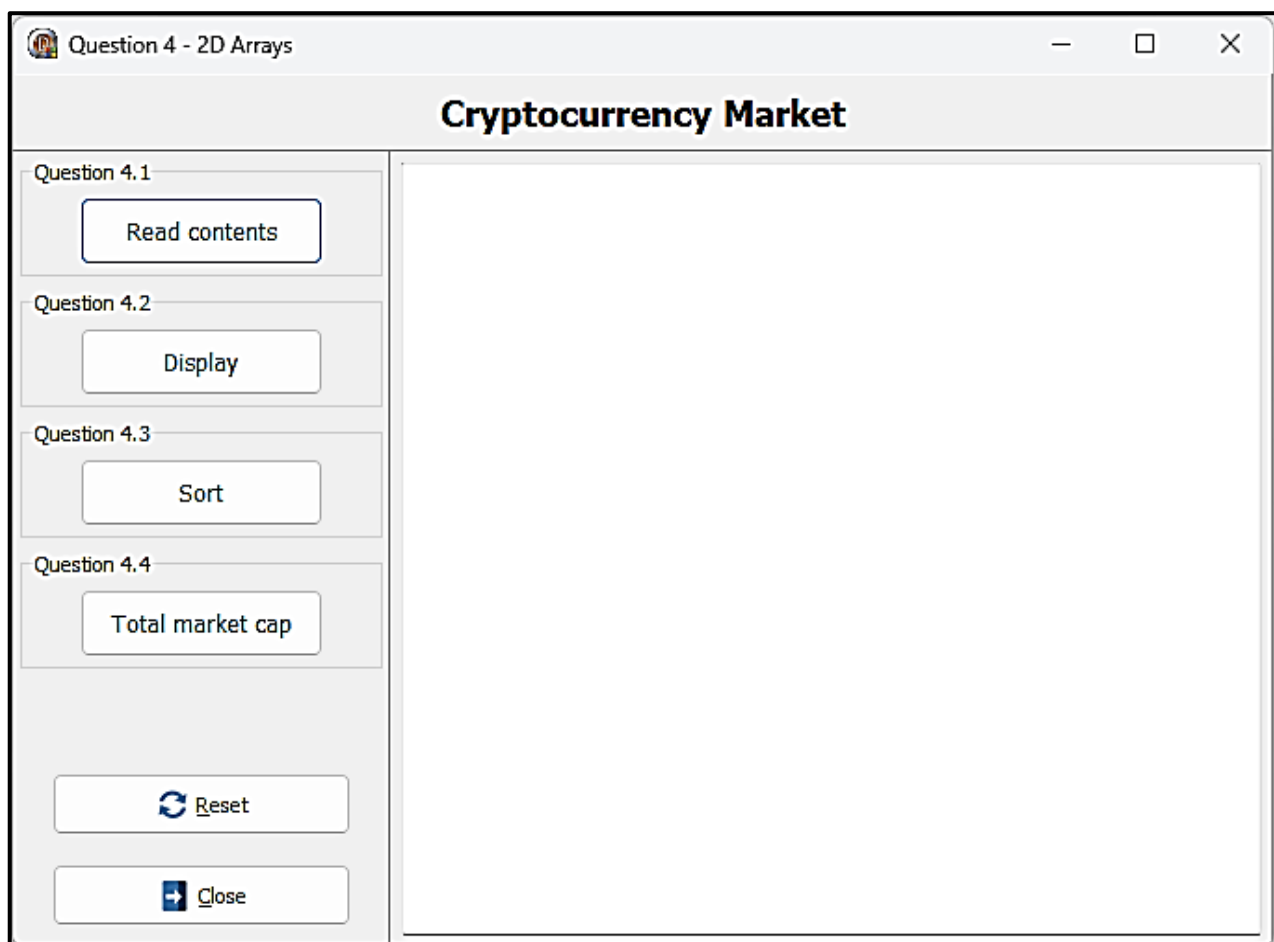 Question 4 - 2D Arrays
Cryptocurrency Market
Question 4.1
Read contents
Question 4.2
Display
Question 4.3
Sort
Question 4.4
Total market cap
Reset
Close